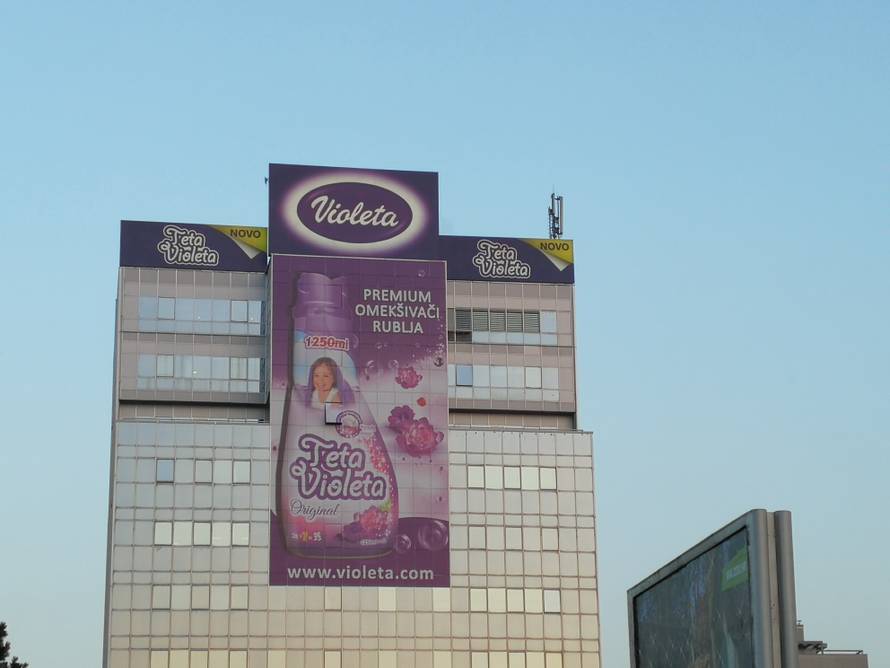 Violeta
Teta
Violeta
NOVO
Teta
Violeta
NOVO
PREMIUM
OMEKŠIVAČI
RUBLJA
1250ml
Teta
Violeta
Original
www.violeta.com